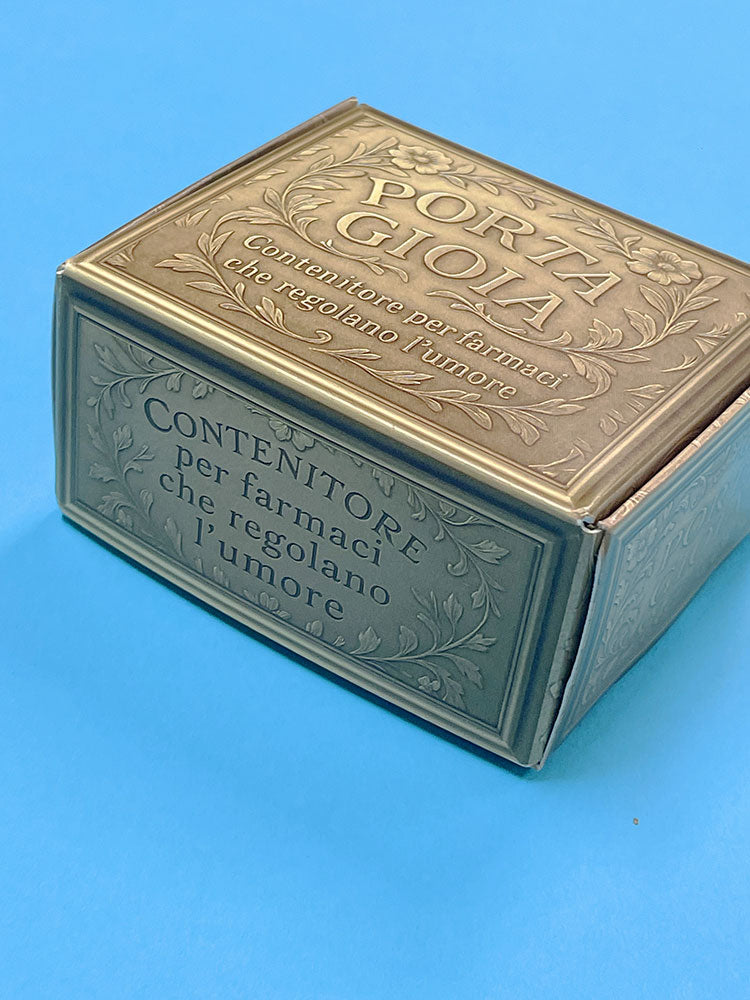 PORTA
GIOIA
Contenitore per farmaci
che regolano l'umore
CONTENITORE
per farmaci
che regolano
l'umore